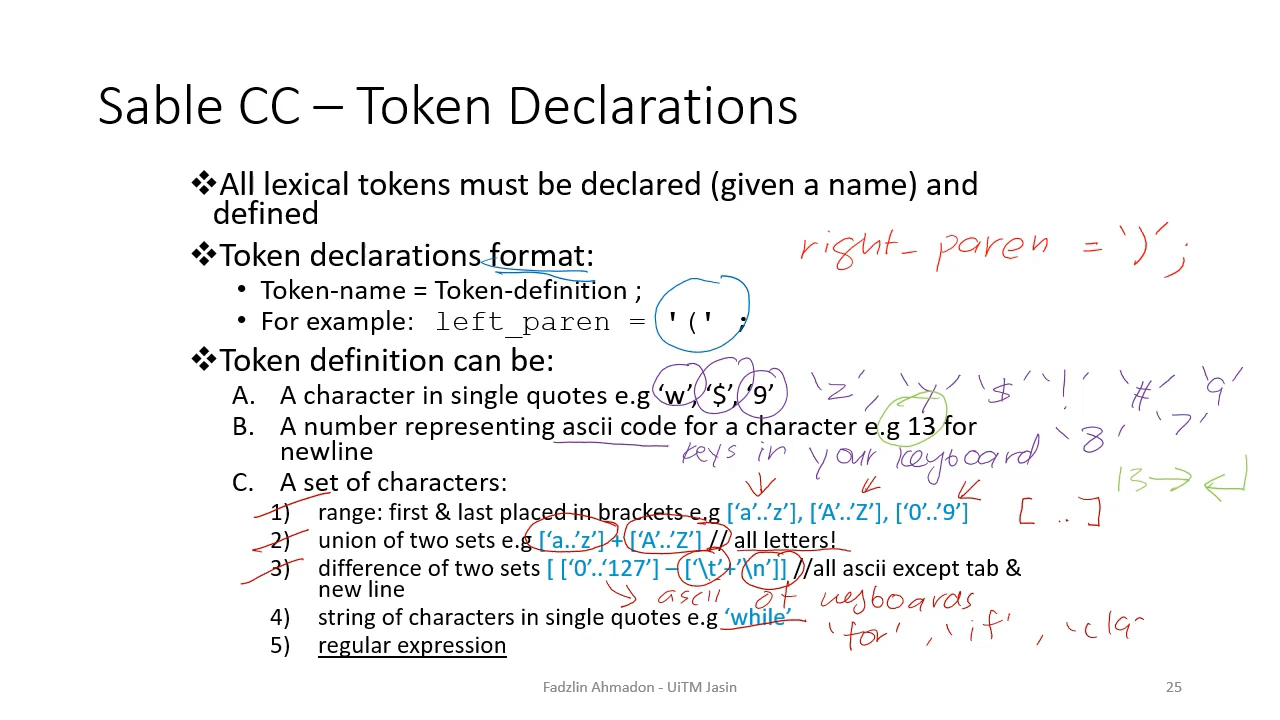 Sable CC – Token Declarations
❖All lexical tokens must be declared (given a name) and
defined
❖Token declarations format:
right_ paren = ')';
• Token-name = Token-definition ;
• For example: left_paren = '(' ;
❖Token definition can be:
A. A character in single quotes e.g ‘w’, ‘$’, ‘9’
'z', 'y' '$' '!' '#' '9'
B. A number representing ascii code for a character e.g 13 for
'8' '7'
newline
keys in your keyboard
13→
C. A set of characters:
1) range: first & last placed in brackets e.g [‘a’..’z’], [‘A’..’Z’], [‘0’..’9’]
[ .. ]
2) union of two sets e.g [‘a..’z’] + [‘A’..’Z’] // all letters!
3) difference of two sets [ [‘0’..‘127’] – [‘\t’+’\n’]] //all ascii except tab &
new line
ascii of keyboards
4) string of characters in single quotes e.g ‘while’
'for', 'if', 'clas
5) regular expression
Fadzlin Ahmadon - UiTM Jasin
25